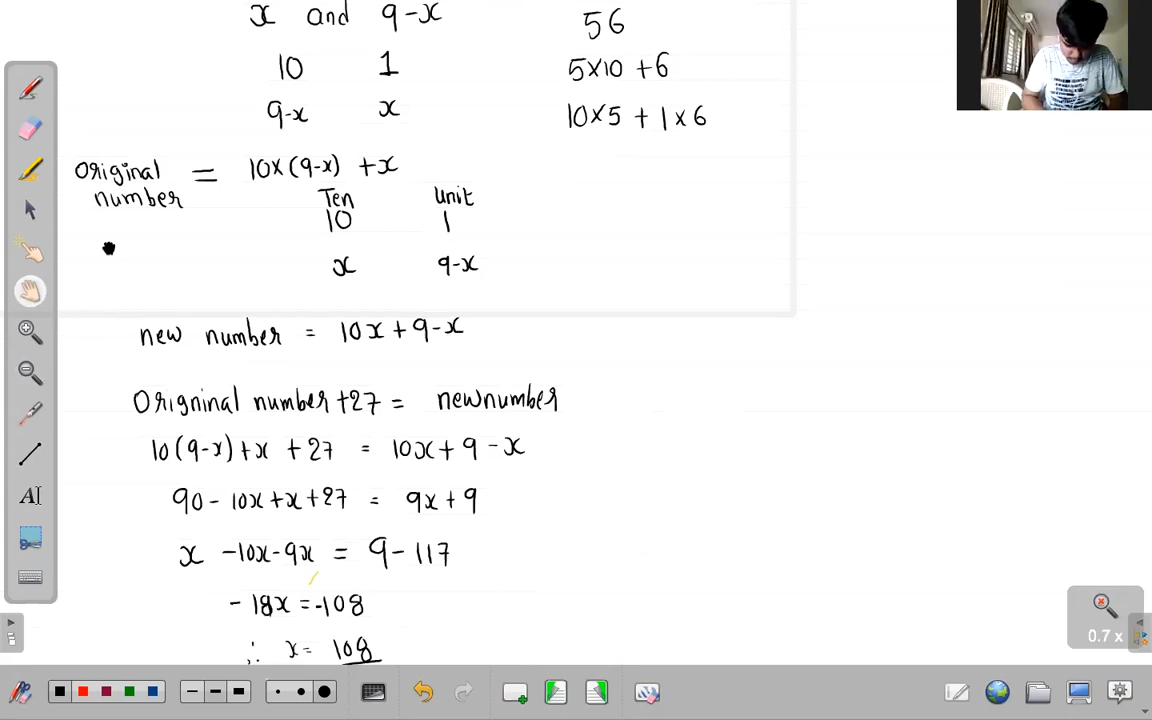 x and 9-x 56
10 1 5×10 +6
9-x x 10×5 + 1×6
Original number = 10×(9-x) +x
Ten Unit
10 1
x 9-x
new number = 10x+9-x
Origninal number+27 = newnumber
10(9-x)+x +27 = 10x+9-x
90-10x+x+27 = 9x+9
x -10x-9x = 9-117
-18x=-108
∴ x= 108
A
0.7 x